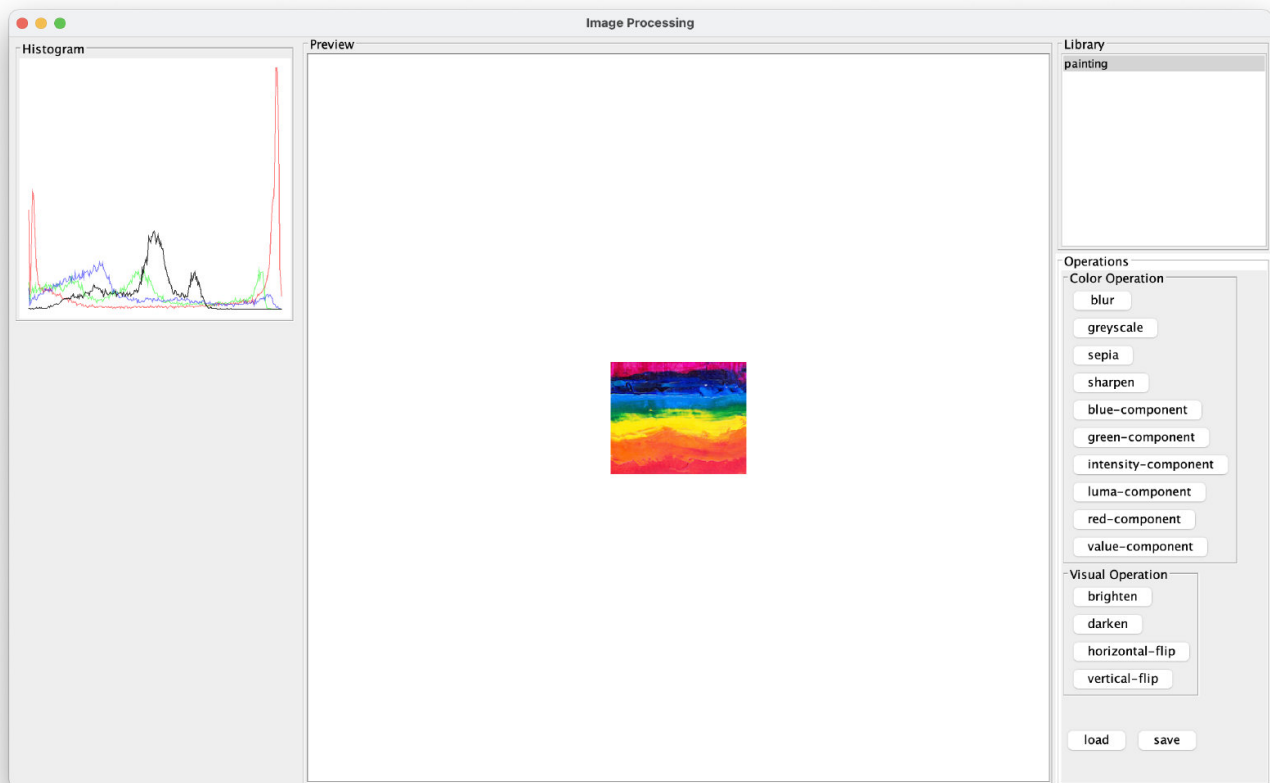 Image Processing
Histogram
Preview
Library
painting
Operations
Color Operation
blur
greyscale
sepia
sharpen
blue-component
green-component
intensity-component
luma-component
red-component
value-component
Visual Operation
brighten
darken
horizontal-flip
vertical-flip
load save